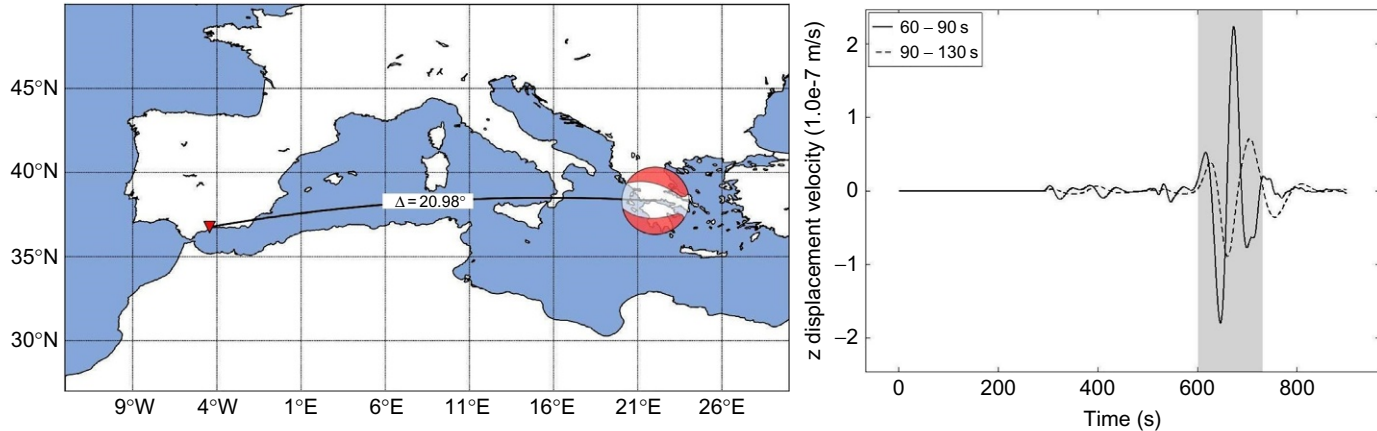 45°N
40°N
35°N
30°N
Δ = 20.98°
9°W 4°W 1°E 6°E 11°E 16°E 21°E 26°E
z displacement velocity (1.0e-7 m/s)
60 – 90 s
90 – 130 s
2
1
0
–1
–2
0 200 400 600 800
Time (s)